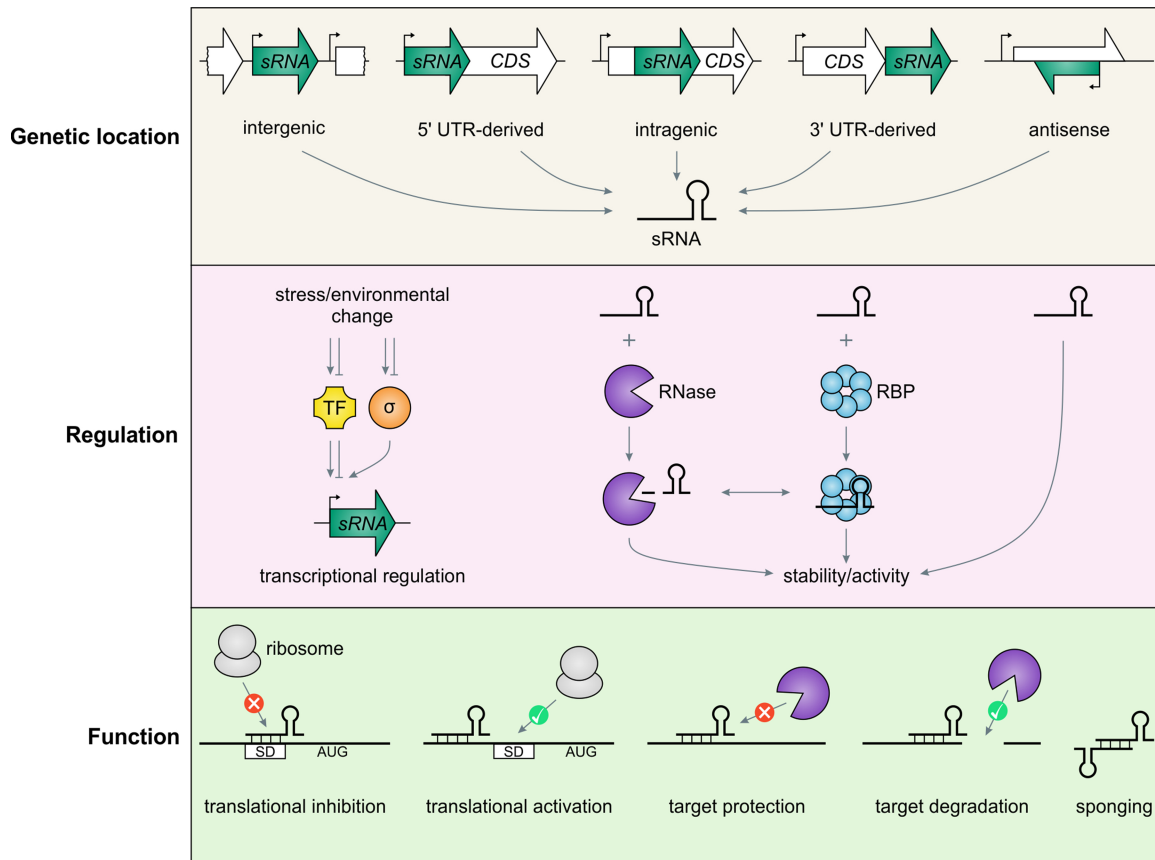 Genetic location
sRNA
sRNA CDS
sRNA CDS
CDS sRNA
intergenic
5' UTR-derived
intragenic
3' UTR-derived
antisense
sRNA
Regulation
stress/environmental
change
TF
σ
sRNA
transcriptional regulation
+
RNase
+
RBP
stability/activity
Function
ribosome
SD
AUG
translational inhibition
SD
AUG
translational activation
target protection
target degradation
sponging